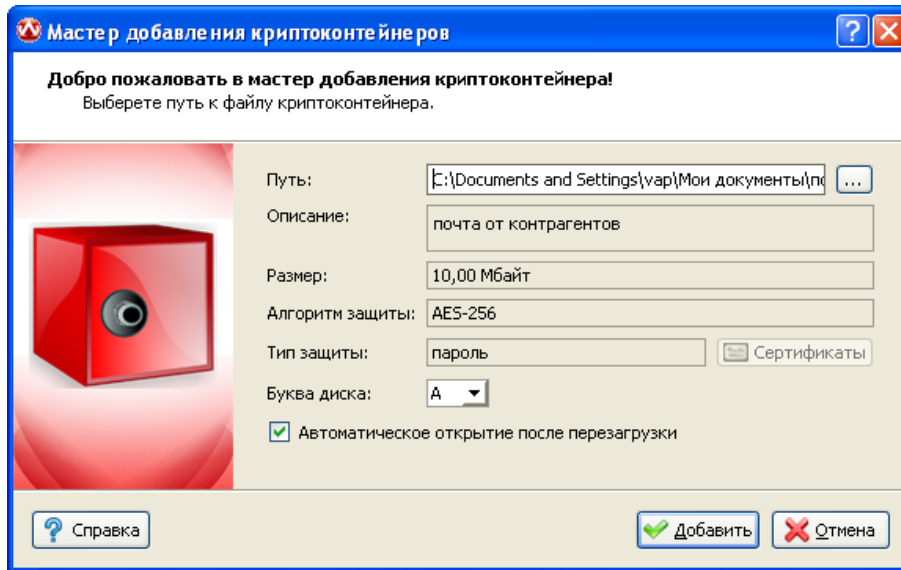 Мастер добавления криптоконтейнеров
Добро пожаловать в мастер добавления криптоконтейнера!
Выберете путь к файлу криптоконтейнера.
Путь: C:\Documents and Settings\vap\Мои документы\по ...
Описание: почта от контрагентов
Размер: 10,00 Мбайт
Алгоритм защиты: AES-256
Тип защиты: пароль Сертификаты
Буква диска: A
Автоматическое открытие после перезагрузки
Справка Добавить Отмена